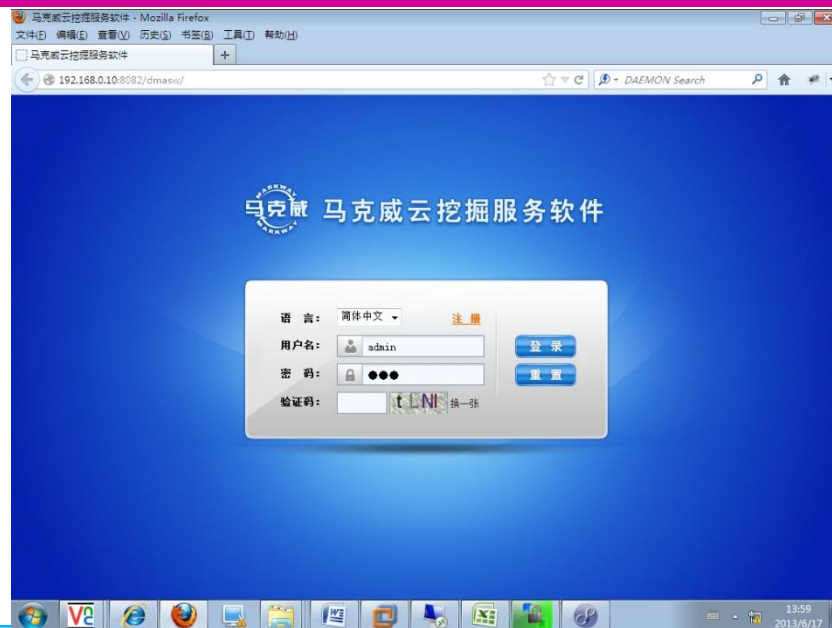 马克威云挖掘服务软件 - Mozilla Firefox
文件(F) 编辑(E) 查看(V) 历史(S) 书签(B) 工具(T) 帮助(H)
马克威云挖掘服务软件 +
192.168.0.10:8082/dmasw/ DAEMON Search
MARKWAY
马克威 马克威云挖掘服务软件
MARKWAY
语 言: 简体中文 注 册
用户名: admin 登 录
密 码: 重 置
验证码: t L N I 换一张
13:59
2013/6/17